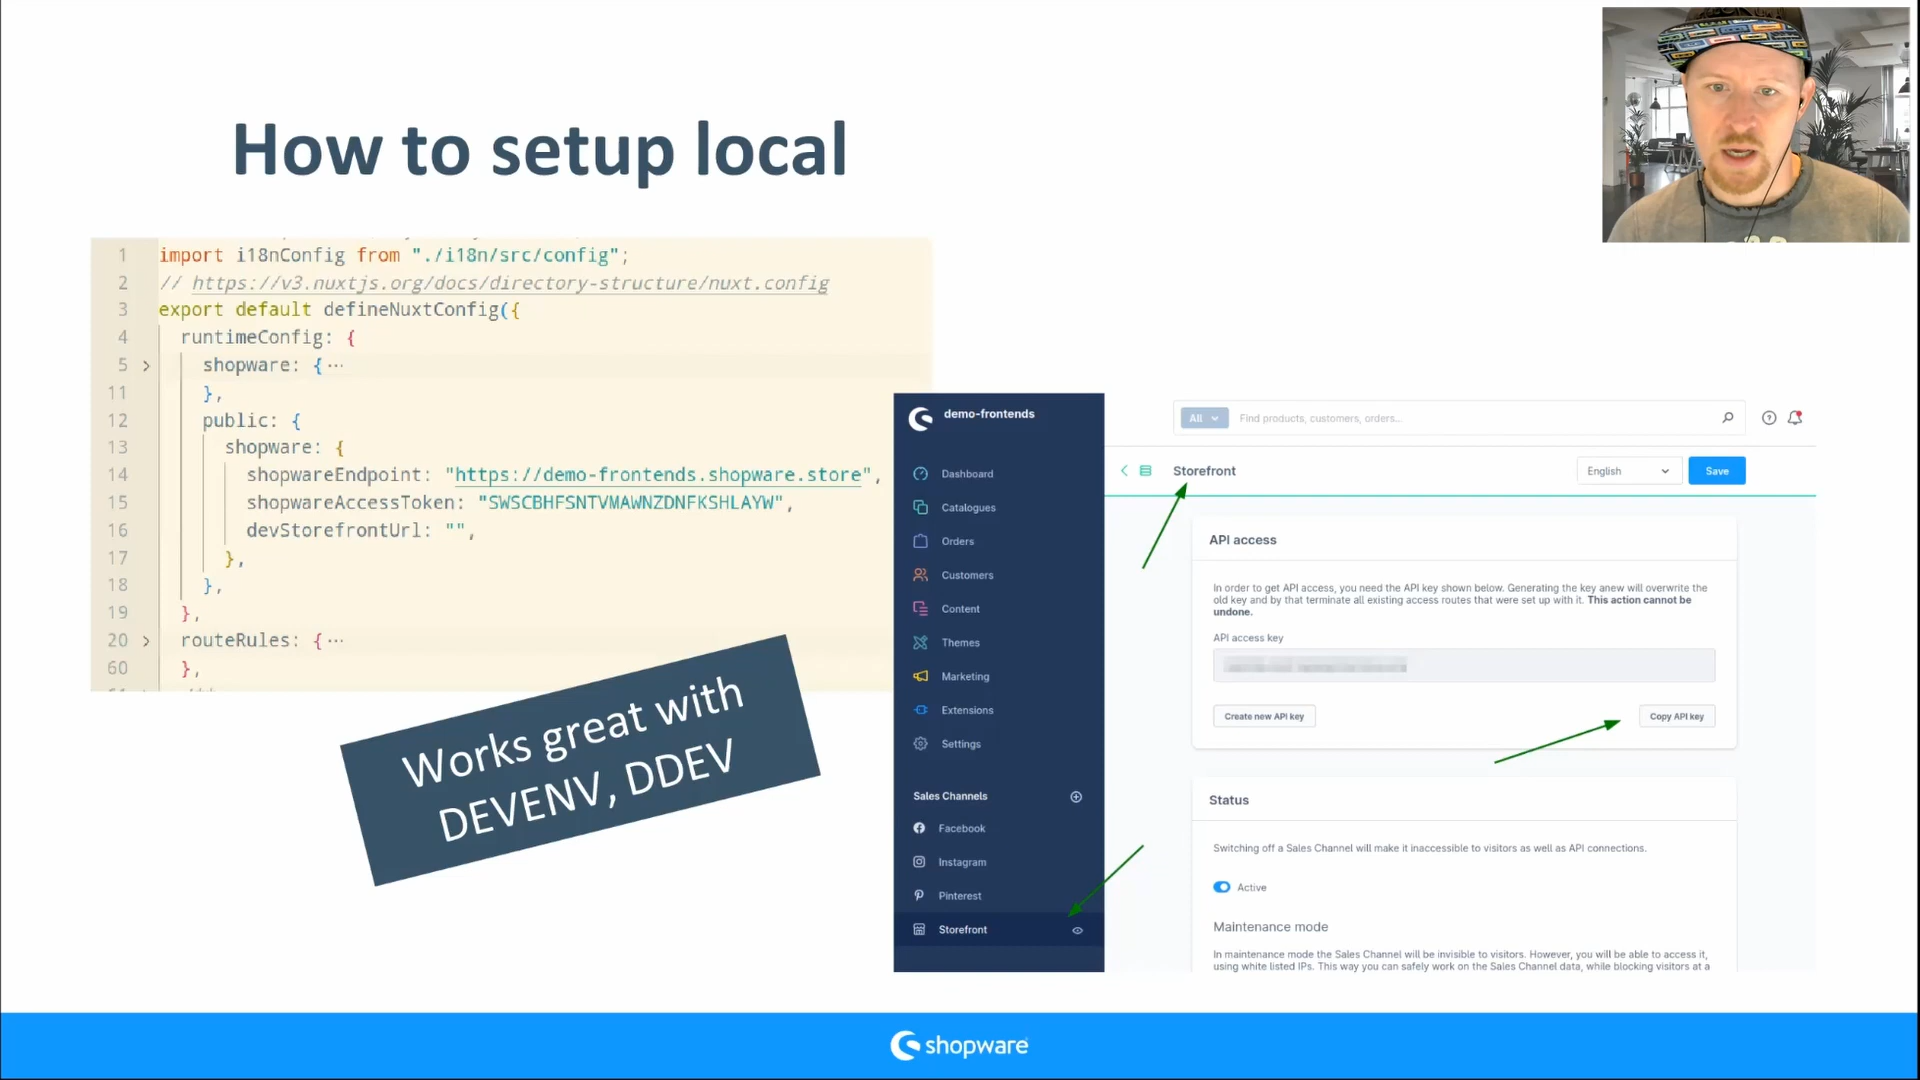 How to setup local
1 import i18nConfig from "./i18n/src/config";
2 // https://v3.nuxtjs.org/docs/directory-structure/nuxt.config
3 export default defineNuxtConfig({
4 runtimeConfig: {
5 > shopware: {···
11 },
12 public: {
13 shopware: {
14 shopwareEndpoint: "https://demo-frontends.shopware.store",
15 shopwareAccessToken: "SWSCBHFSNTVMAWNZDNFKSHLAYW",
16 devStorefrontUrl: "",
17 },
18 },
19 },
20 > routeRules: {···
60 },
Works great with
DEVENV, DDEV
demo-frontends
Dashboard
Catalogues
Orders
Customers
Content
Themes
Marketing
Extensions
Settings
Sales Channels
Facebook
Instagram
Pinterest
Storefront
All
Find products, customers, orders...
Storefront
English
Save
API access
In order to get API access, you need the API key shown below. Generating the key anew will overwrite the
old key and by that terminate all existing access routes that were set up with it. This action cannot be
undone.
API access key
Create new API key
Copy API key
Status
Switching off a Sales Channel will make it inaccessible to visitors as well as API connections.
Active
Maintenance mode
In maintenance mode the Sales Channel will be invisible to visitors. However, you will be able to access it,
using white listed IPs. This way you can safely work on the Sales Channel data, while blocking visitors at a
shopware